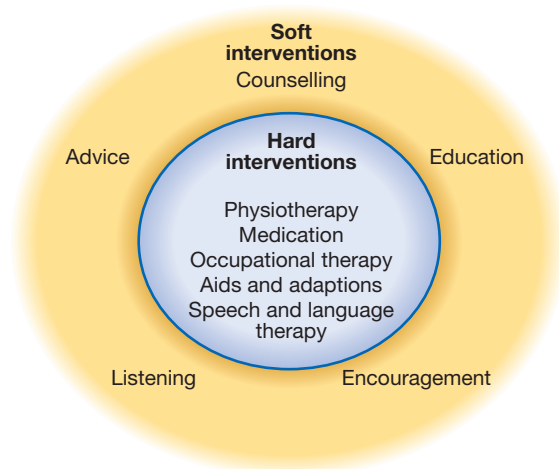 Soft
interventions
Counselling
Advice
Education
Hard
interventions
Physiotherapy
Medication
Occupational therapy
Aids and adaptions
Speech and language
therapy
Listening
Encouragement